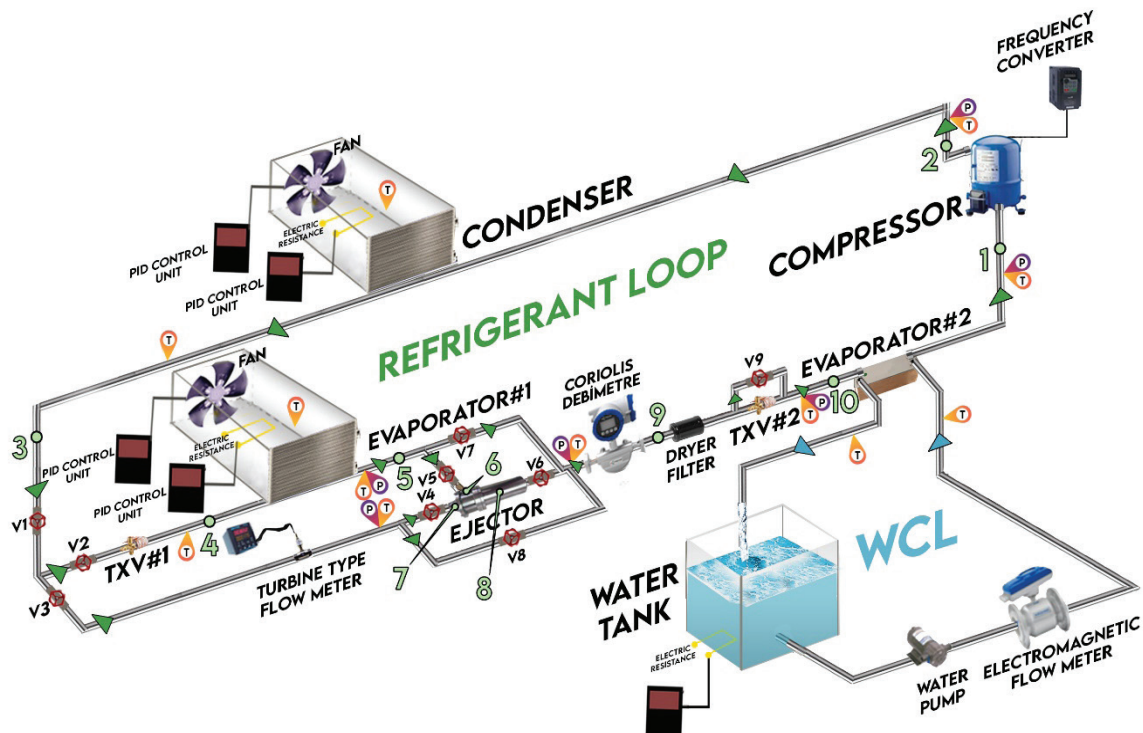 FREQUENCY
CONVERTER
P
T
2
FAN
T
CONDENSER
ELECTRIC
RESISTANCE
PID CONTROL
UNIT
PID CONTROL
UNIT
COMPRESSOR
1
P
T
REFRIGERANT LOOP
T
FAN
T
EVAPORATOR#1
CORIOLIS
DEBİMETRE
V9
EVAPORATOR#2
3
ELECTRIC
RESISTANCE
PID CONTROL
UNIT
PID CONTROL
UNIT
V7
5
T
P
V5
6
V6
P
T
9
DRYER
FILTER
TXV#2
T
P
10
T
T
V1
V2
TXV#1
T
4
P
T
V4
EJECTOR
7
8
V8
V3
TURBINE TYPE
FLOW METER
WATER
TANK
WCL
ELECTRIC
RESISTANCE
WATER
PUMP
ELECTROMAGNETIC
FLOW METER